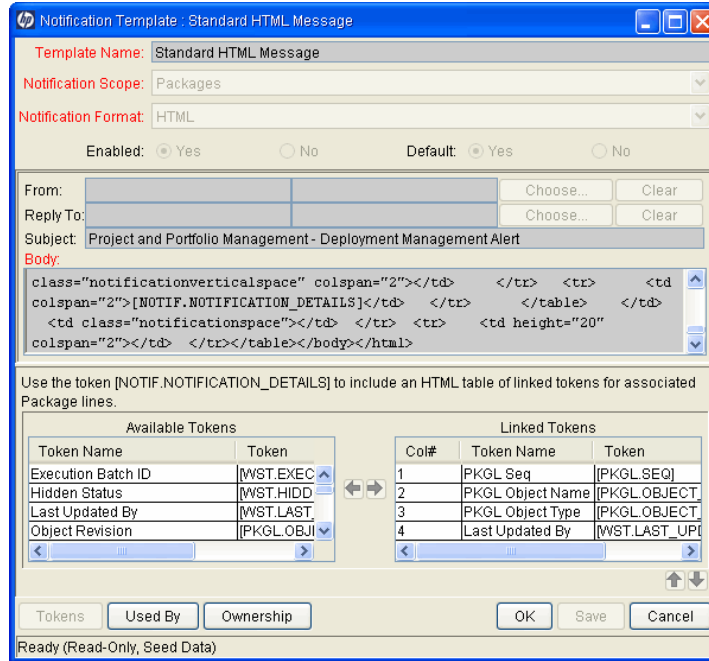 Notification Template : Standard HTML Message
Template Name: Standard HTML Message
Notification Scope: Packages
Notification Format: HTML
Enabled: Yes No Default: Yes No
From: Choose... Clear
Reply To: Choose... Clear
Subject: Project and Portfolio Management - Deployment Management Alert
Body:
class="notificationverticalspace" colspan="2"></td> </tr> <tr> <td
colspan="2">[NOTIF.NOTIFICATION_DETAILS]</td> </tr> </table> </td>
<td class="notificationspace"></td> </tr> <tr> <td height="20"
colspan="2"></td> </tr></table></body></html>
Use the token [NOTIF.NOTIFICATION_DETAILS] to include an HTML table of linked tokens for associated
Package lines.
Available Tokens Linked Tokens
Token Name Token Col# Token Name Token
Execution Batch ID [WST.EXEC 1 PKGL Seq [PKGL.SEQ]
Hidden Status [WST.HIDD 2 PKGL Object Name [PKGL.OBJECT_
Last Updated By [WST.LAST_ 3 PKGL Object Type [PKGL.OBJECT_
Object Revision [PKGL.OBJE 4 Last Updated By [WST.LAST_UPD
Tokens Used By Ownership OK Save Cancel
Ready (Read-Only, Seed Data)